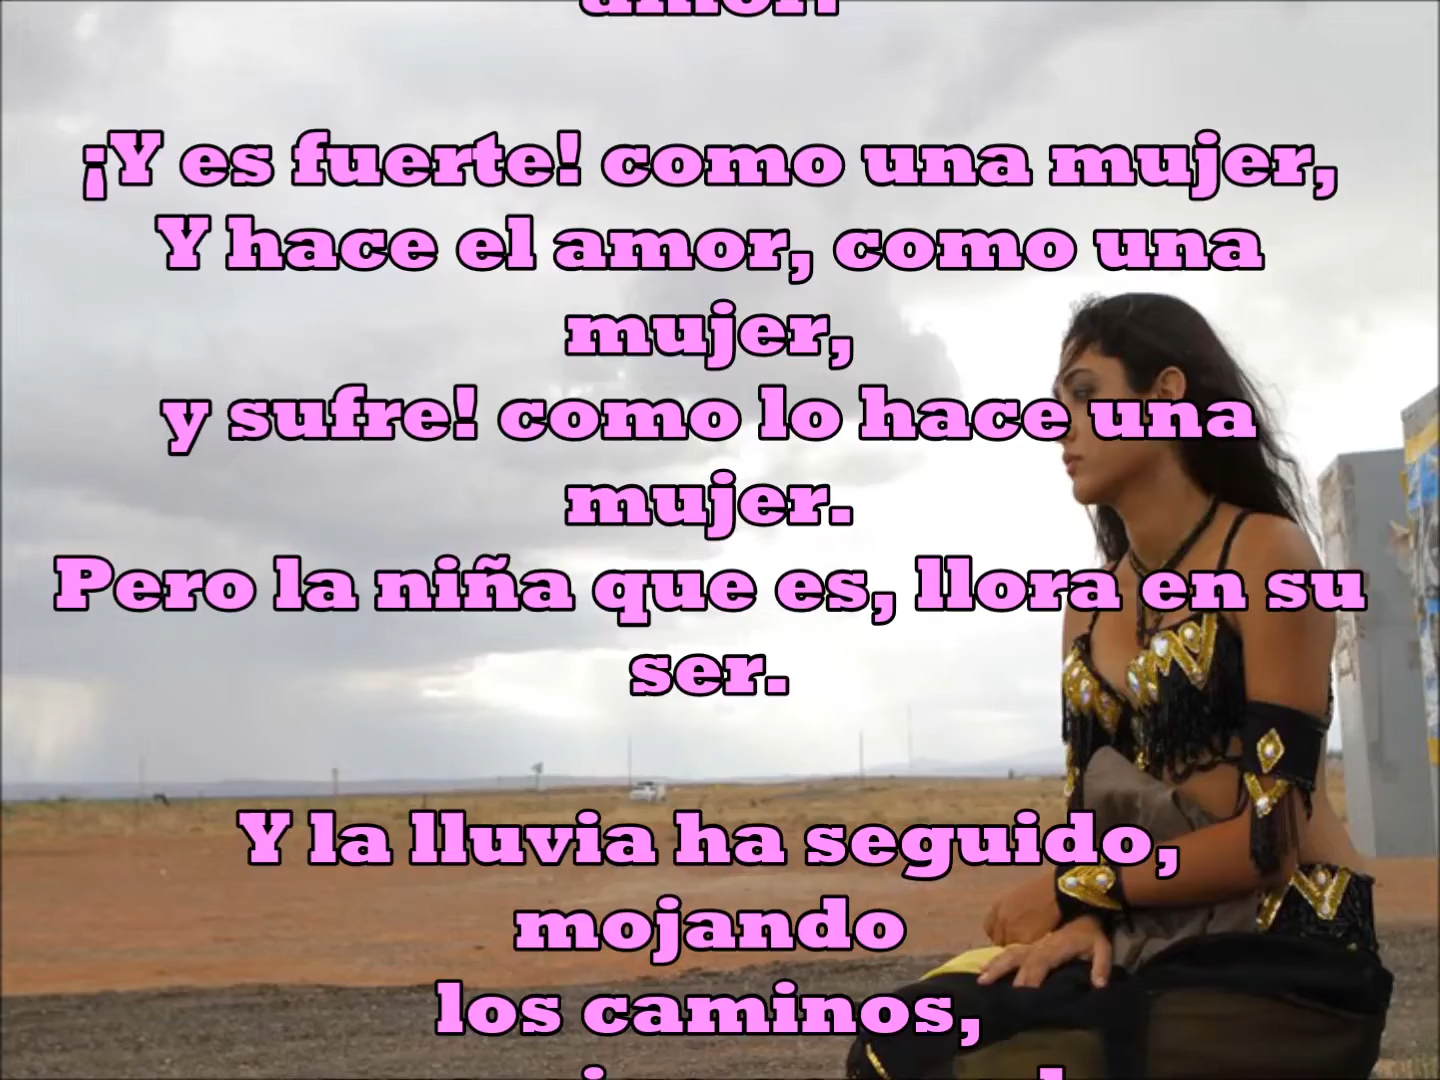 amor.
¡Y es fuerte! como una mujer,
Y hace el amor, como una
mujer,
y sufre! como lo hace una
mujer.
Pero la niña que es, llora en su
ser.
Y la lluvia ha seguido,
mojando
los caminos,